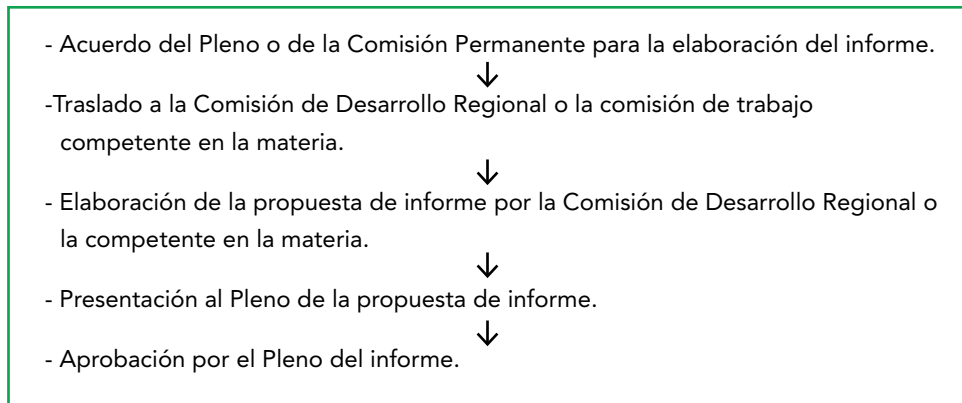 - Acuerdo del Pleno o de la Comisión Permanente para la elaboración del informe.
↓
-Traslado a la Comisión de Desarrollo Regional o la comisión de trabajo
competente en la materia.
↓
- Elaboración de la propuesta de informe por la Comisión de Desarrollo Regional o
la competente en la materia.
↓
- Presentación al Pleno de la propuesta de informe.
↓
- Aprobación por el Pleno del informe.